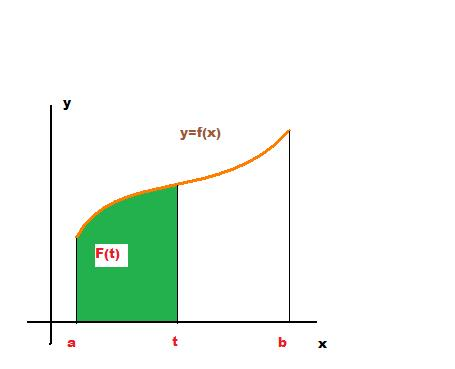 y
y=f(x)
F(t)
a t b x